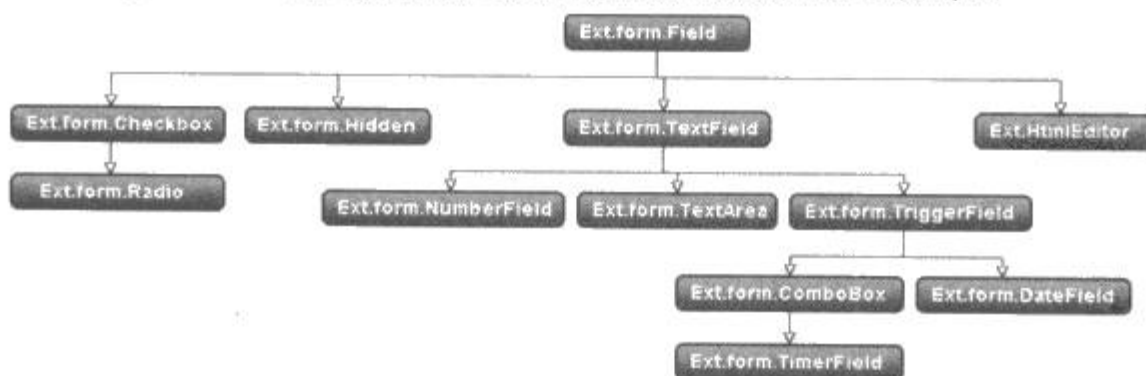 Ext.form.Field
Ext.form.Checkbox
Ext.form.Hidden
Ext.form.TextField
Ext.HtmlEditor
Ext.form.Radio
Ext.form.NumberField
Ext.form.TextArea
Ext.form.TriggerField
Ext.form.ComboBox
Ext.form.DateField
Ext.form.TimerField